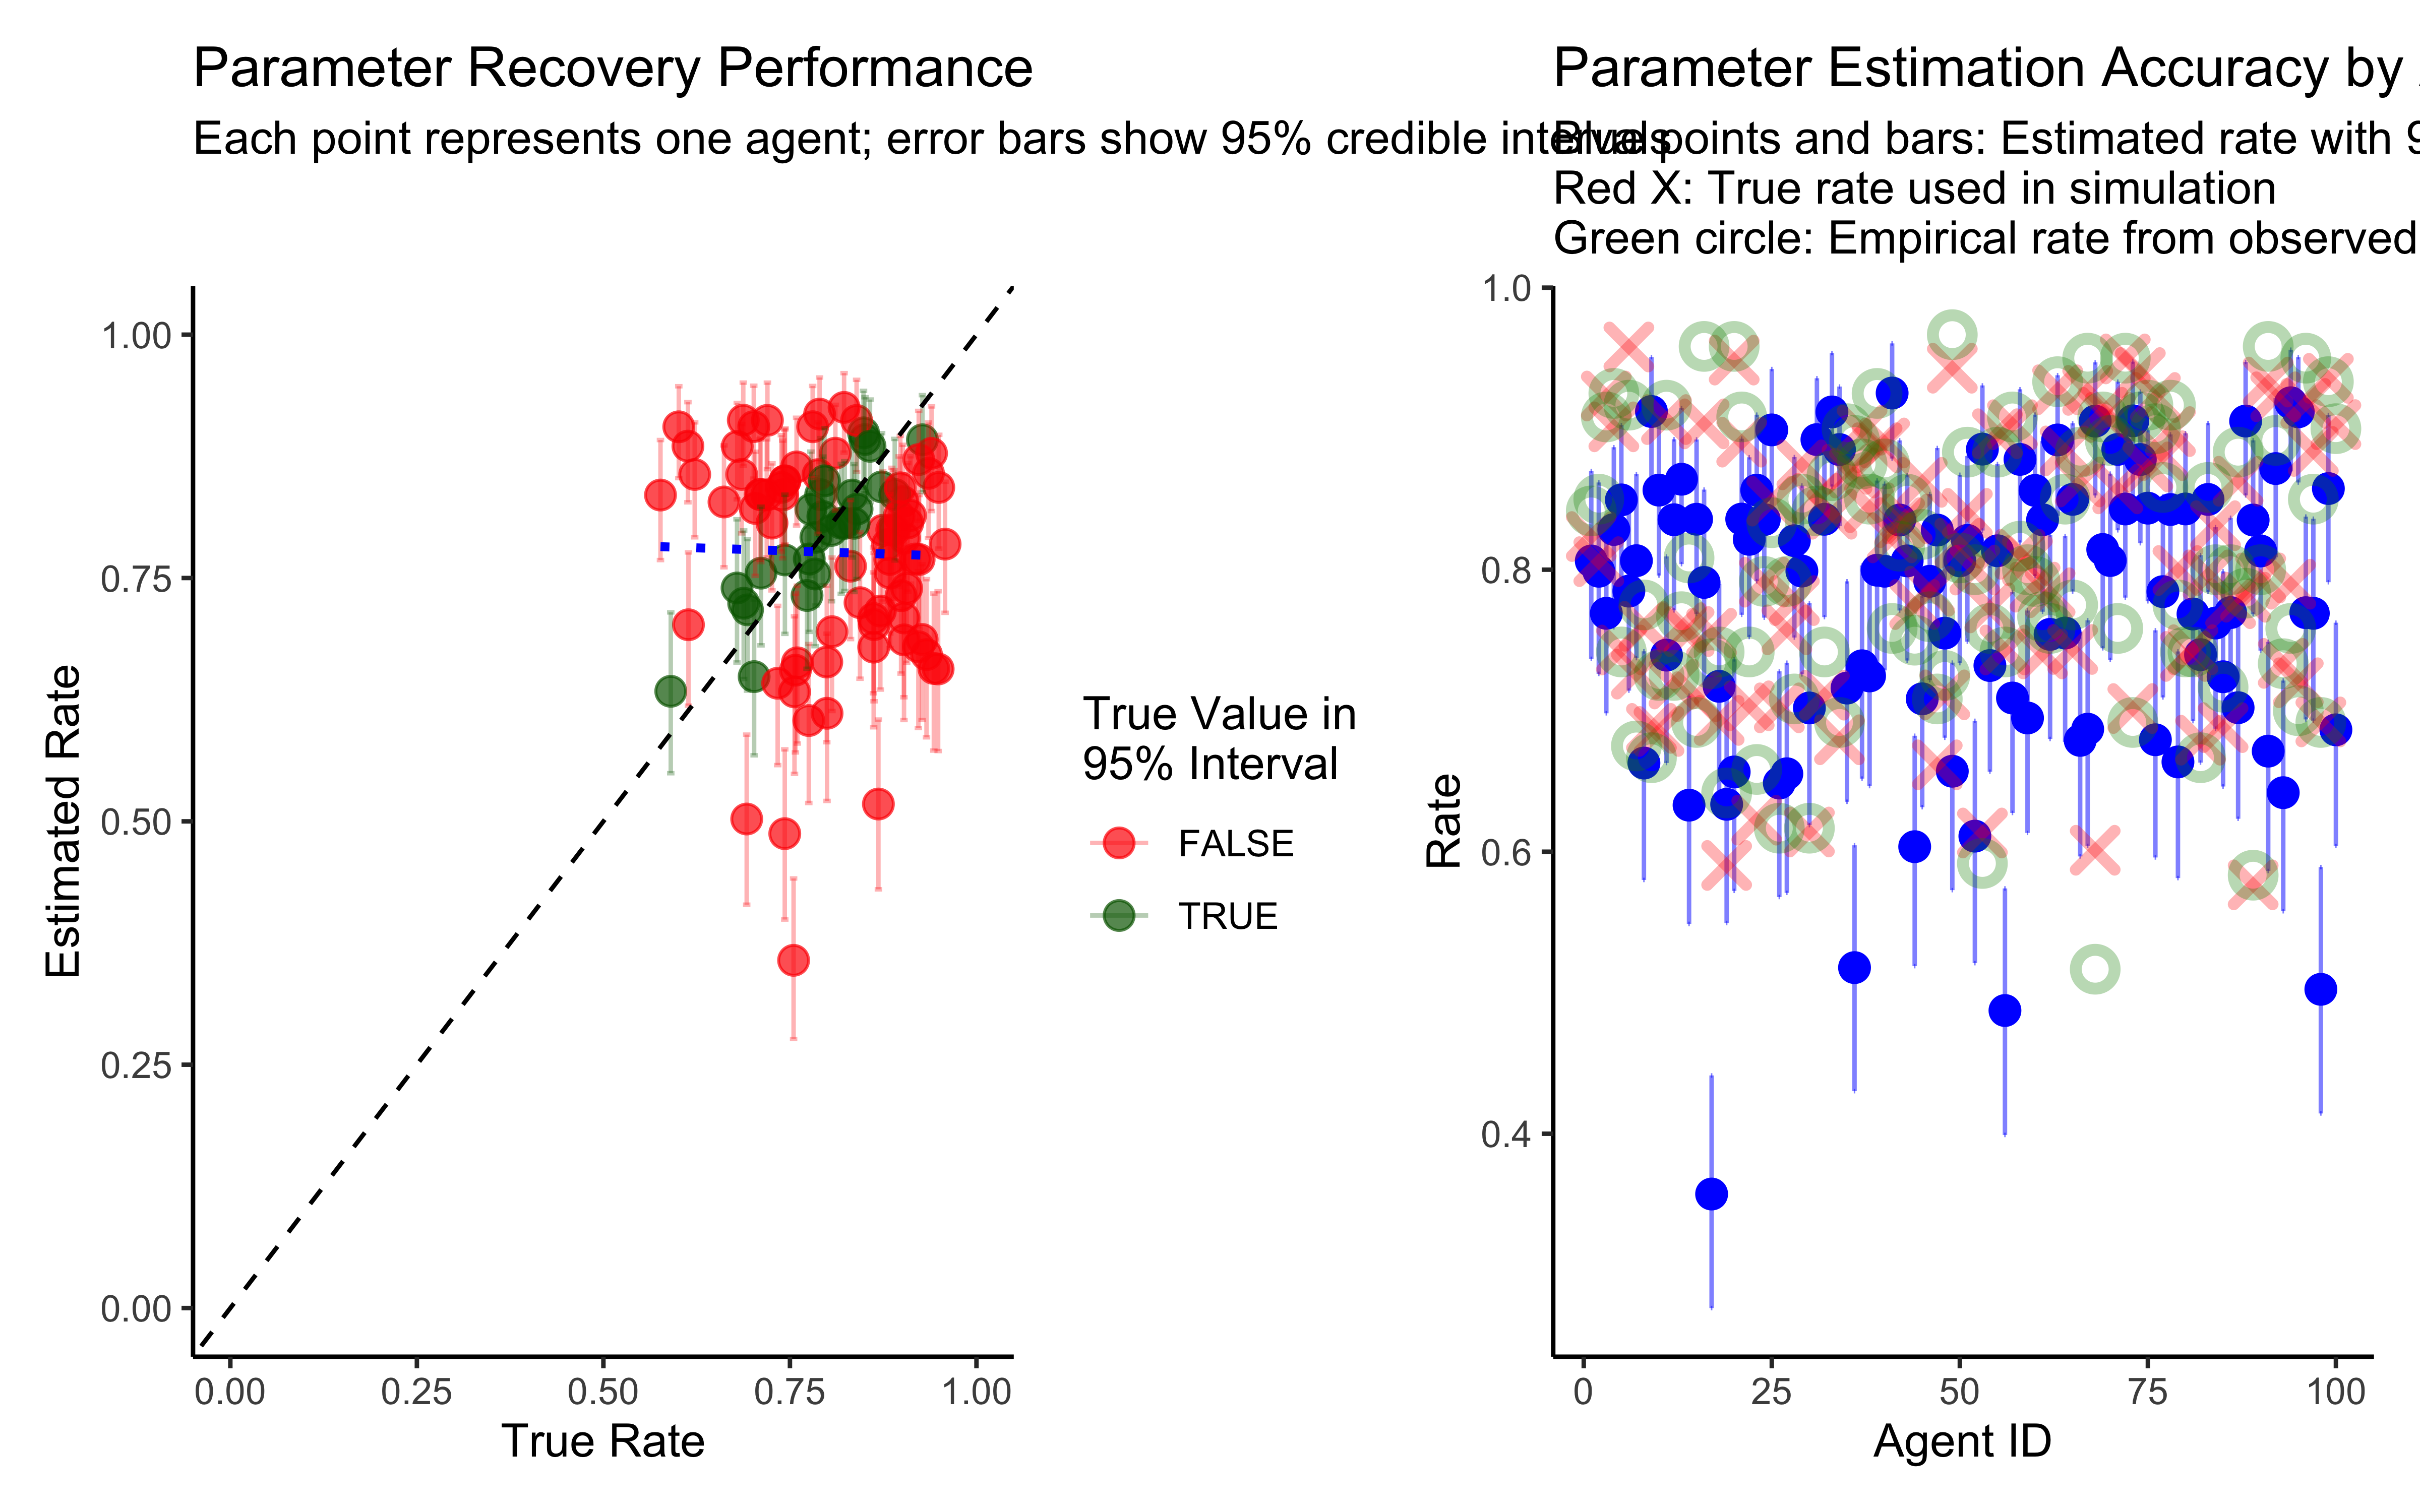 Parameter Recovery Performance
Each point represents one agent; error bars show 95% credible intervals
1.00
0.75
0.50
0.25
0.00
Estimated Rate
0.00 0.25 0.50 0.75 1.00
True Rate
True Value in
95% Interval
FALSE
TRUE
Parameter Estimation Accuracy by
Blue points and bars: Estimated rate with 9
Red X: True rate used in simulation
Green circle: Empirical rate from observed
1.0
0.8
0.6
0.4
Rate
0 25 50 75 100
Agent ID